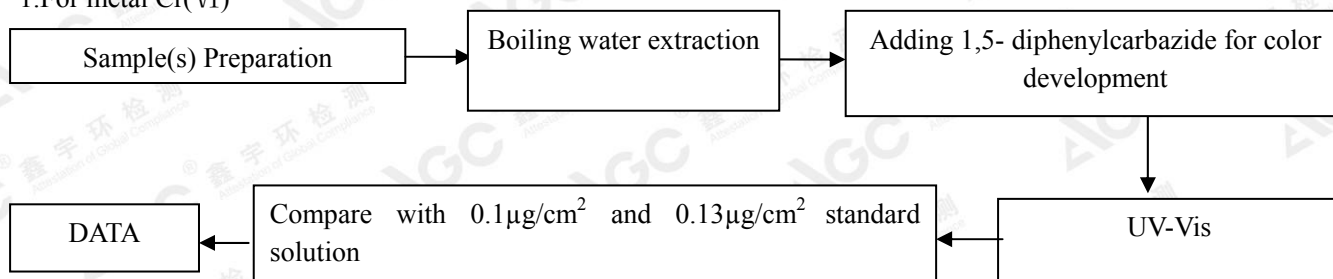 1.For metal Cr(VI)
Sample(s) Preparation
Boiling water extraction
Adding 1,5- diphenylcarbazide for color
development
UV-Vis
Compare with 0.1μg/cm² and 0.13μg/cm² standard
solution
DATA